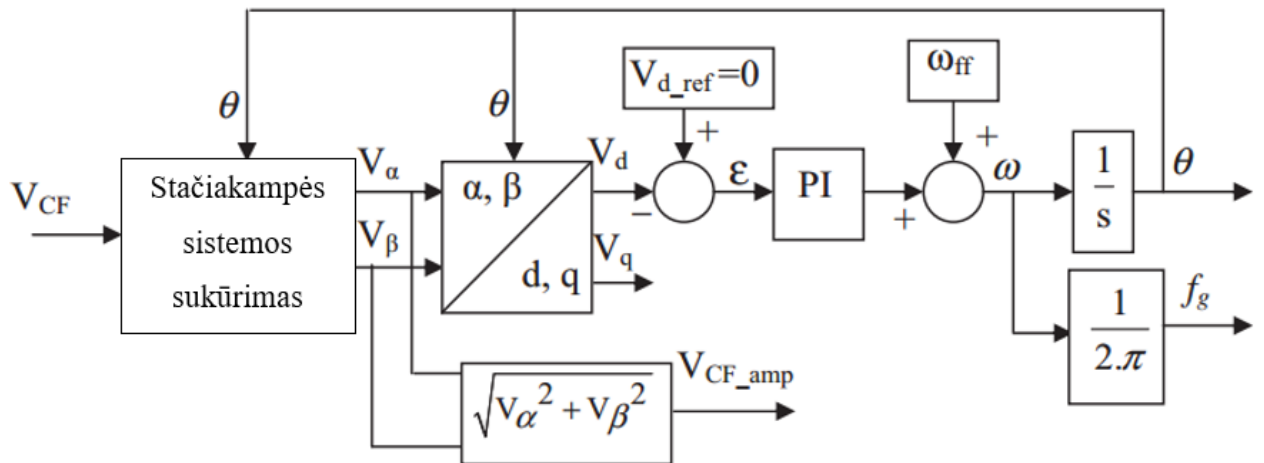 θ
θ
V_CF
Stačiakampės
sistemos
sukūrimas
V_α
V_β
α, β
d, q
V_d
V_q
V_d_ref=0
+
−
ε
PI
+
ω_ff
+
ω
1
s
θ
1
2.π
f_g
√(V_α² + V_β²)
V_CF_amp